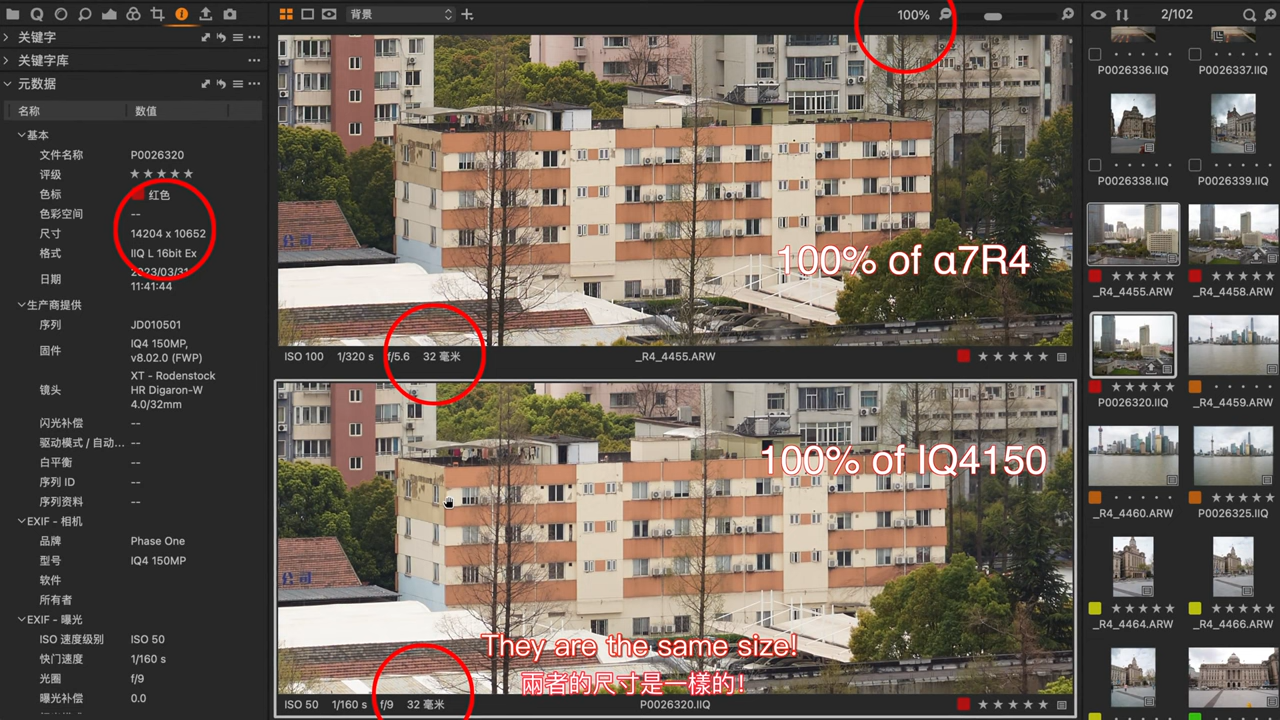 背景
100%
2/102
关键字
关键字库
元数据
名称 数值
基本
文件名称 P0026320
评级 ★★★★★
色标 红色
色彩空间 --
尺寸 14204 x 10652
格式 IIQ L 16bit Ex
日期 2023/03/31
11:41:44
生产商提供
序列 JD010501
固件 IQ4 150MP,
v8.02.0 (FWP)
镜头 XT - Rodenstock
HR Digaron-W
4.0/32mm
闪光补偿 --
驱动模式 / 自动... --
白平衡 --
序列 ID --
序列资料 --
EXIF - 相机
品牌 Phase One
型号 IQ4 150MP
软件
所有者
EXIF - 曝光
ISO 速度级别 ISO 50
快门速度 1/160 s
光圈 f/9
曝光补偿 0.0
公司
100% of α7R4
ISO 100 1/320 s f/5.6 32 毫米 _R4_4455.ARW ★★★★★
公司
100% of IQ4150
They are the same size!
兩者的尺寸是一樣的!
ISO 50 1/160 s f/9 32 毫米 P0026320.IIQ ★★★★★
P0026336.IIQ P0026337.IIQ
P0026338.IIQ P0026339.IIQ
★★★★★ ★★★★★
_R4_4455.ARW _R4_4458.ARW
★★★★★
P0026320.IIQ _R4_4459.ARW
★★★★★
_R4_4460.ARW P0026325.IIQ
★★★★★ ★★★★★
_R4_4464.ARW _R4_4466.ARW